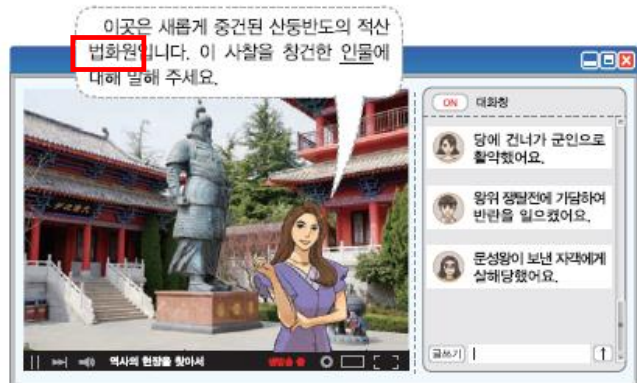 이곳은 새롭게 중건된 산둥반도의 적산
법화원입니다. 이 사찰을 창건한 인물에
대해 말해 주세요.
ON 대화창
당에 건너가 군인으로
활약했어요.
왕위 쟁탈전에 가담하여
반란을 일으켰어요.
문성왕이 보낸 자객에게
살해당했어요.
역사의 현장을 찾아서
글쓰기